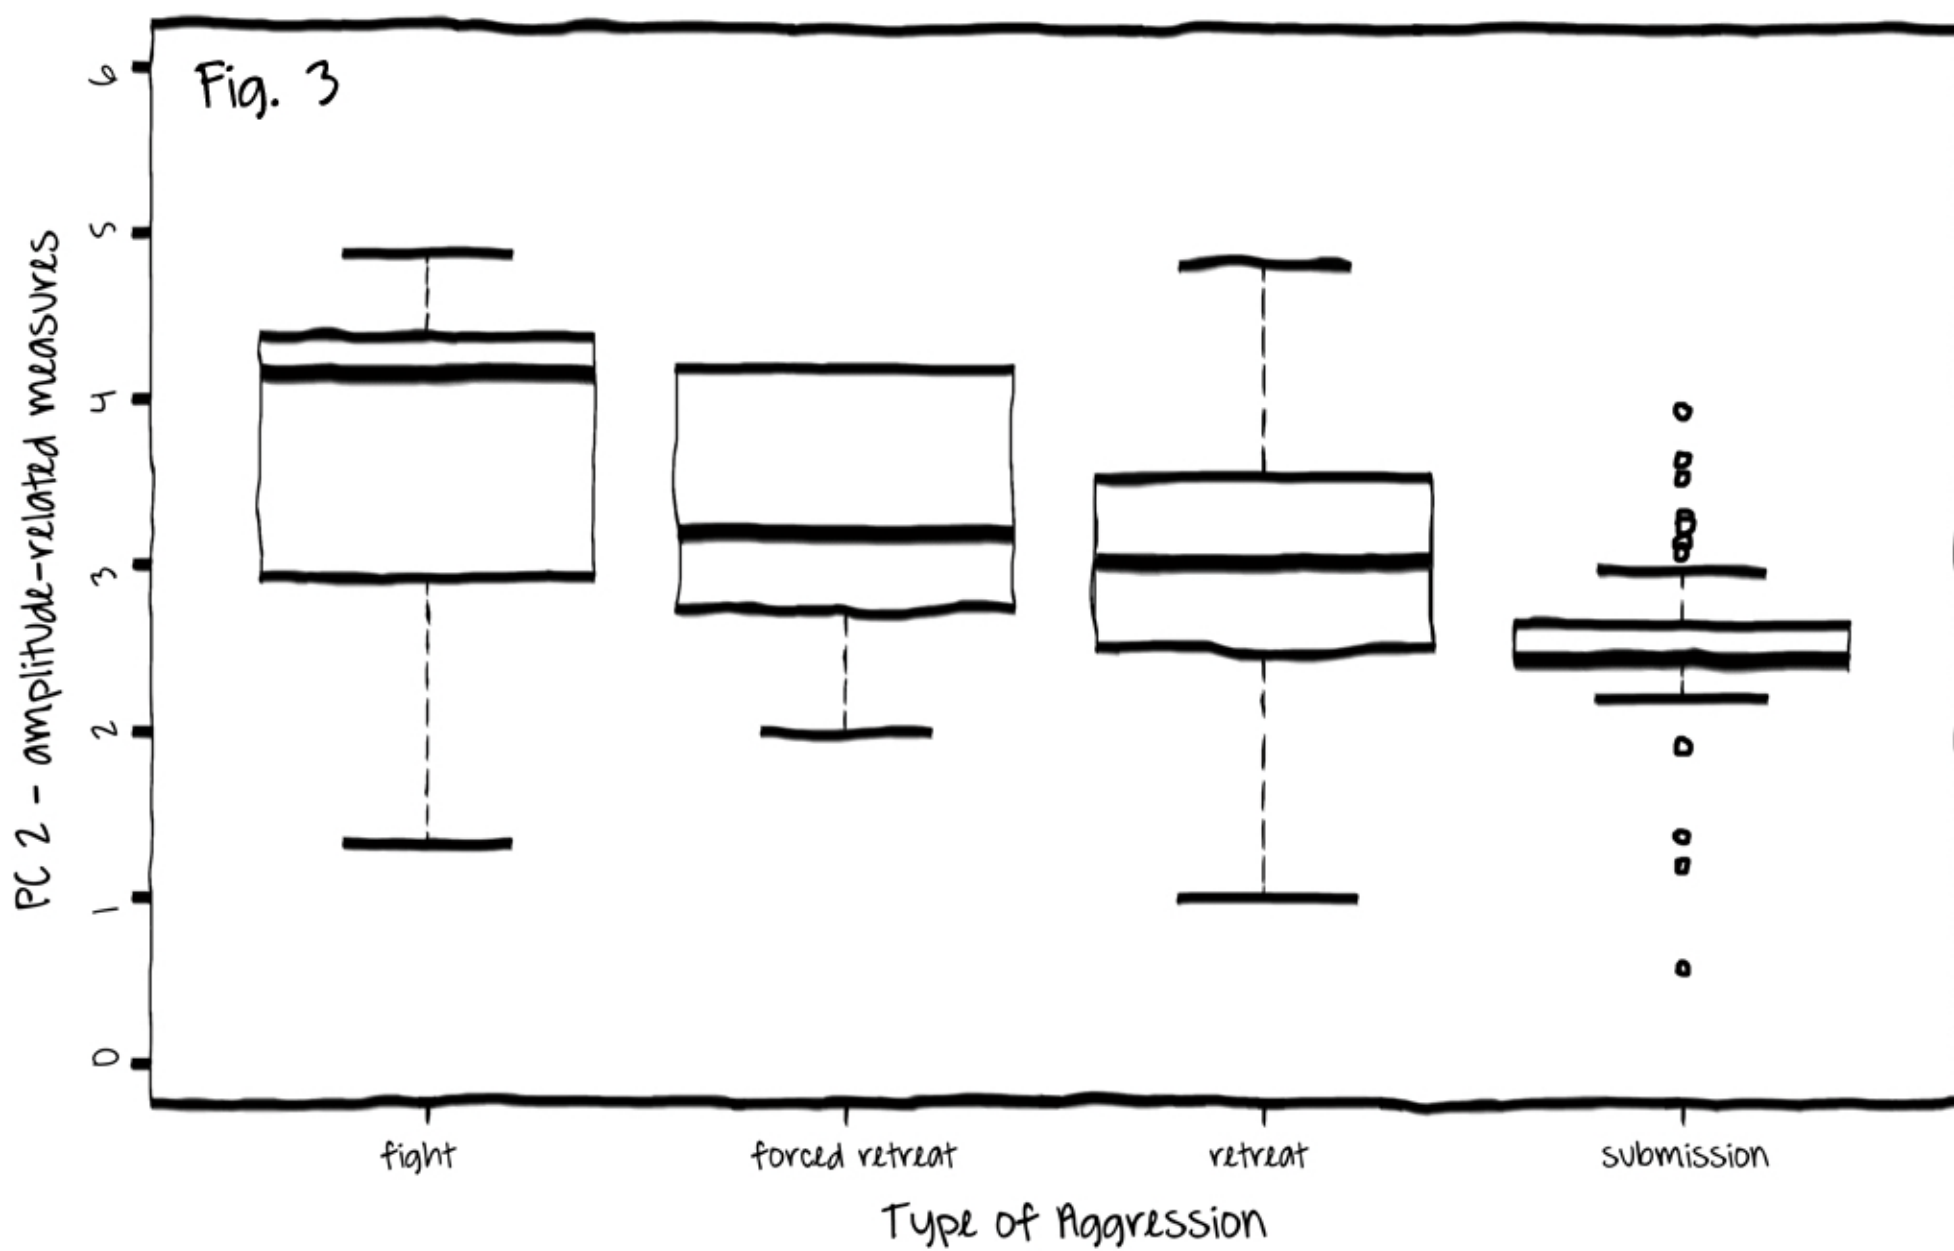 Fig. 3
6
5
4
3
2
1
0
PC 2 - amplitude-related measures
fight
forced retreat
retreat
submission
Type of Aggression